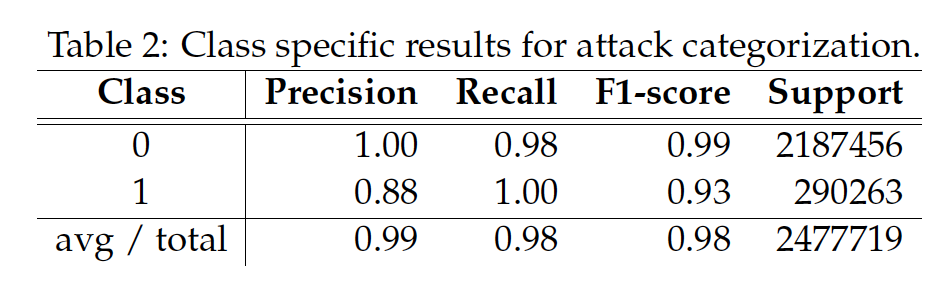 Table 2: Class specific results for attack categorization.
Class Precision Recall F1-score Support
0 1.00 0.98 0.99 2187456
1 0.88 1.00 0.93 290263
avg / total 0.99 0.98 0.98 2477719